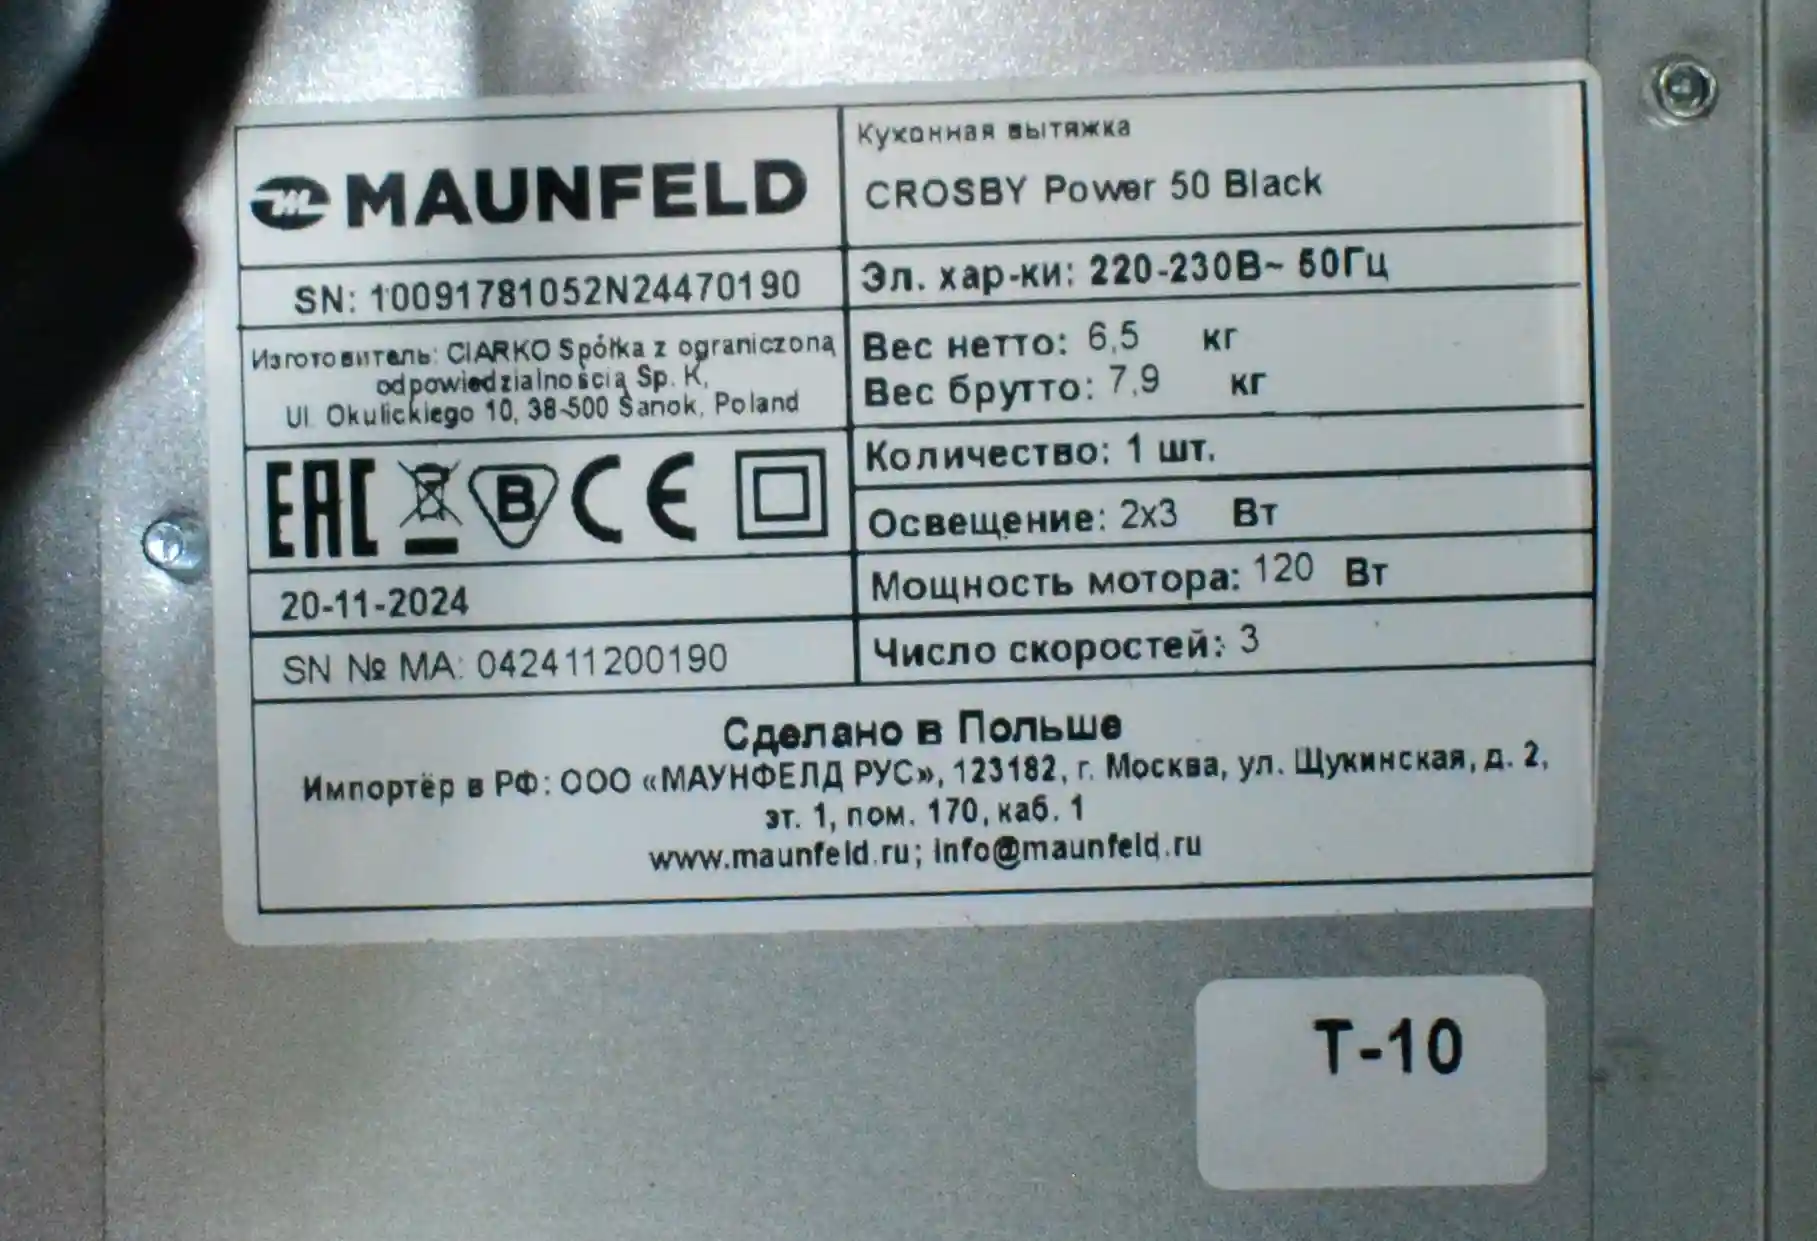 MAUNFELD
Кухонная вытяжка
CROSBY Power 50 Black
SN: 10091781052N24470190
Эл. хар-ки: 220-230В~ 50Гц
Изготовитель: CIARKO Spółka z ograniczoną
odpowiedzialnością Sp. K,
Ul. Okulickiego 10, 38-500 Sanok, Poland
Вес нетто: 6,5 кг
Вес брутто: 7,9 кг
EAC B CE
Количество: 1 шт.
Освещение: 2x3 Вт
20-11-2024
Мощность мотора: 120 Вт
SN № MA: 042411200190
Число скоростей: 3
Сделано в Польше
Импортёр в РФ: ООО «МАУНФЕЛД РУС», 123182, г. Москва, ул. Щукинская, д. 2,
эт. 1, пом. 170, каб. 1
www.maunfeld.ru; info@maunfeld.ru
T-10